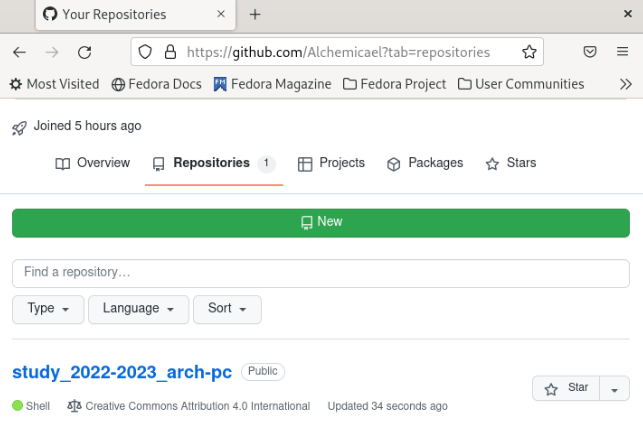 Your Repositories
https://github.com/Alchemicael?tab=repositories
Most Visited Fedora Docs Fedora Magazine Fedora Project User Communities
Joined 5 hours ago
Overview Repositories 1 Projects Packages Stars
New
Find a repository…
Type Language Sort
study_2022-2023_arch-pc Public
Star
Shell Creative Commons Attribution 4.0 International Updated 34 seconds ago